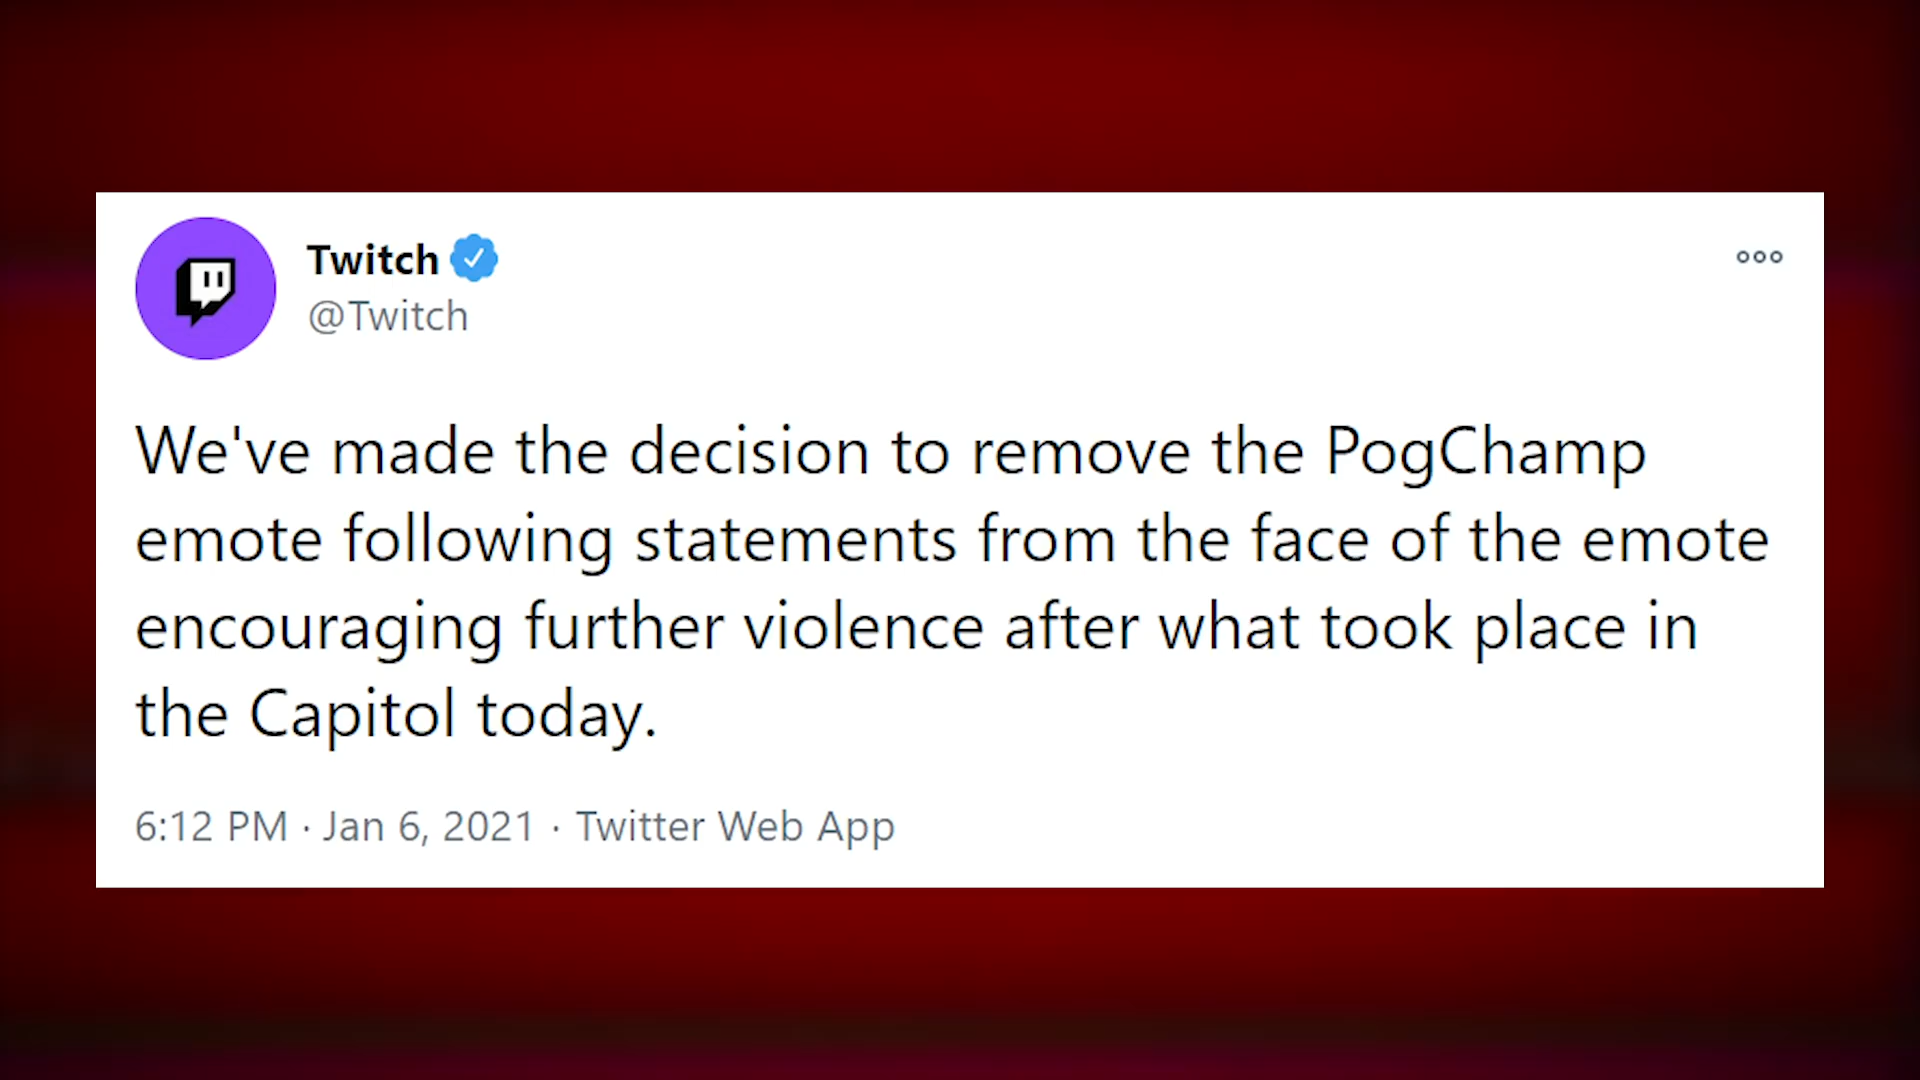 Twitch
@Twitch
We've made the decision to remove the PogChamp
emote following statements from the face of the emote
encouraging further violence after what took place in
the Capitol today.
6:12 PM · Jan 6, 2021 · Twitter Web App